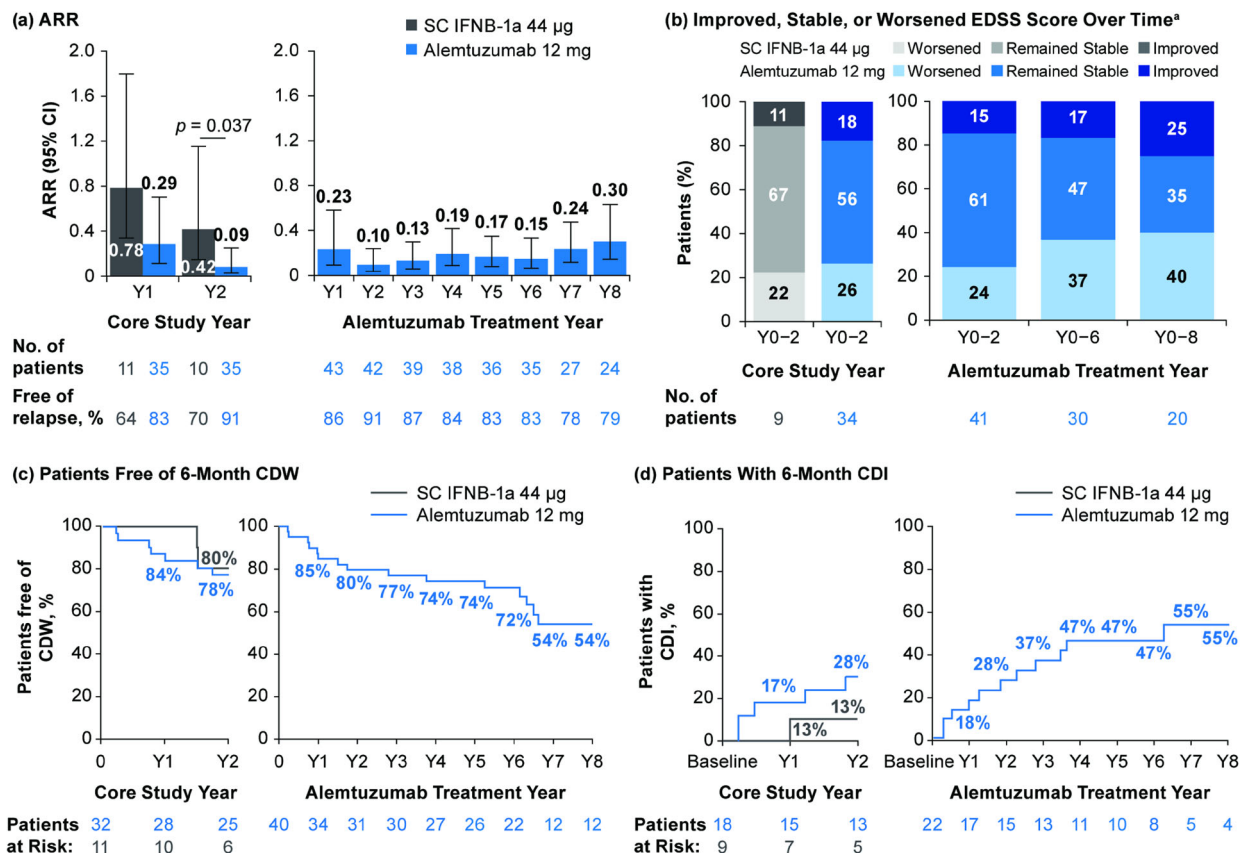 (a) ARR
SC IFNB-1a 44 µg
Alemtuzumab 12 mg
ARR (95% CI)
2.0
1.6
1.2
0.8
0.4
0
p = 0.037
0.78
0.29
0.42
0.09
Y1 Y2
Core Study Year
2.0
1.6
1.2
0.8
0.4
0
0.23 0.10 0.13 0.19 0.17 0.15 0.24 0.30
Y1 Y2 Y3 Y4 Y5 Y6 Y7 Y8
Alemtuzumab Treatment Year
No. of
patients 11 35 10 35 43 42 39 38 36 35 27 24
Free of
relapse, % 64 83 70 91 86 91 87 84 83 83 78 79
(b) Improved, Stable, or Worsened EDSS Score Over Timeᵃ
SC IFNB-1a 44 µg Worsened Remained Stable Improved
Alemtuzumab 12 mg Worsened Remained Stable Improved
Patients (%)
100
80
60
40
20
0
11 18
67 56
22 26
Y0–2 Y0–2
Core Study Year
100
80
60
40
20
0
15 17 25
61 47 35
24 37 40
Y0–2 Y0–6 Y0–8
Alemtuzumab Treatment Year
No. of
patients 9 34 41 30 20
(c) Patients Free of 6-Month CDW
SC IFNB-1a 44 µg
Alemtuzumab 12 mg
Patients free of
CDW, %
100
80
60
40
20
0
80%
84%
78%
0 Y1 Y2
Core Study Year
100
80
60
40
20
0
85% 80% 77% 74% 74% 72% 54% 54%
0 Y1 Y2 Y3 Y4 Y5 Y6 Y7 Y8
Alemtuzumab Treatment Year
Patients 32 28 25 40 34 31 30 27 26 22 12 12
at Risk: 11 10 6
(d) Patients With 6-Month CDI
SC IFNB-1a 44 µg
Alemtuzumab 12 mg
Patients with
CDI, %
100
80
60
40
20
0
17% 28%
13% 13%
Baseline Y1 Y2
Core Study Year
100
80
60
40
20
0
18% 28% 37% 47% 47% 47% 55% 55%
Baseline Y1 Y2 Y3 Y4 Y5 Y6 Y7 Y8
Alemtuzumab Treatment Year
Patients 18 15 13 22 17 15 13 11 10 8 5 4
at Risk: 9 7 5